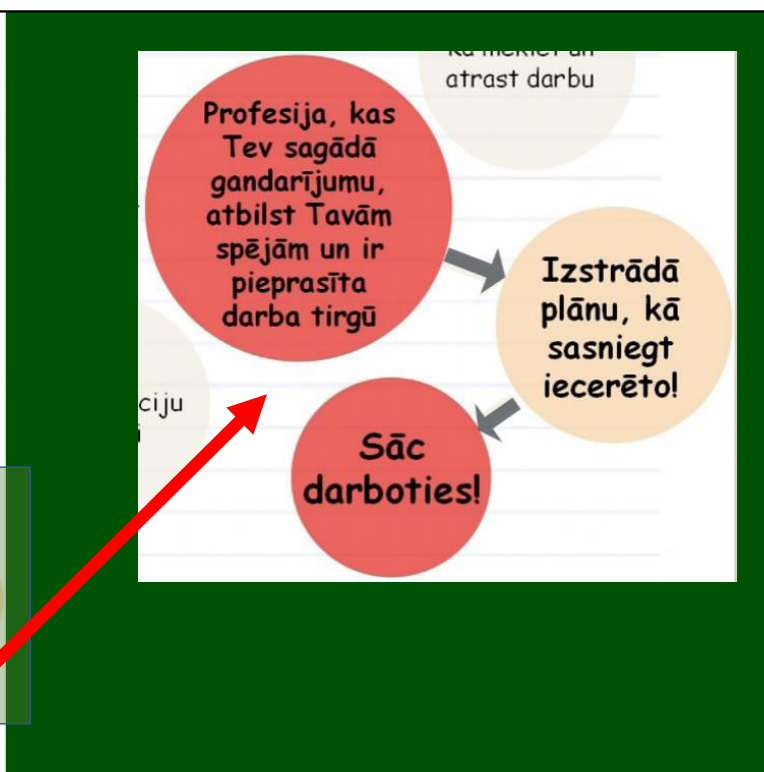 atrast darbu
Profesija, kas
Tev sagādā
gandarījumu,
atbilst Tavām
spējām un ir
pieprasīta
darba tirgū
Izstrādā
plānu, kā
sasniegt
iecerēto!
ciju
Sāc
darboties!